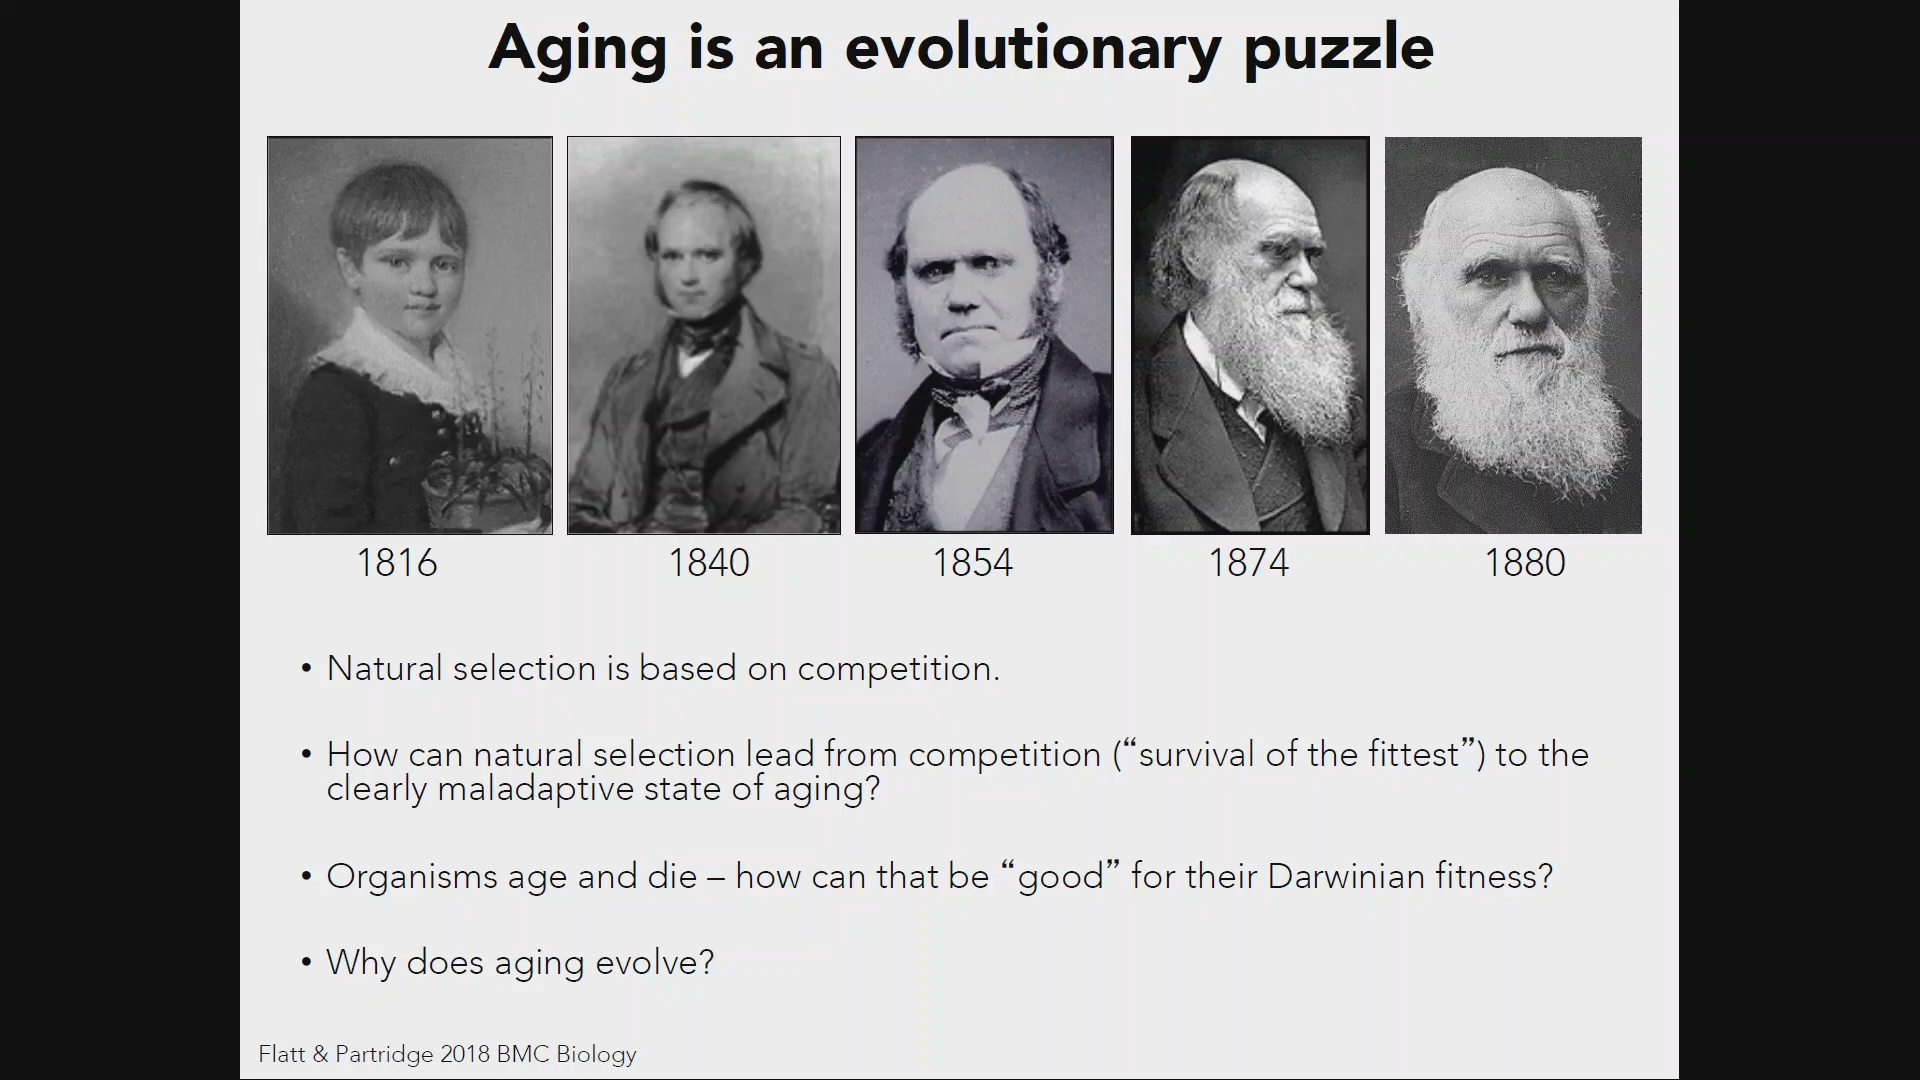 Aging is an evolutionary puzzle
1816
1840
1854
1874
1880
• Natural selection is based on competition.
• How can natural selection lead from competition (“survival of the fittest”) to the
clearly maladaptive state of aging?
• Organisms age and die – how can that be “good” for their Darwinian fitness?
• Why does aging evolve?
Flatt & Partridge 2018 BMC Biology